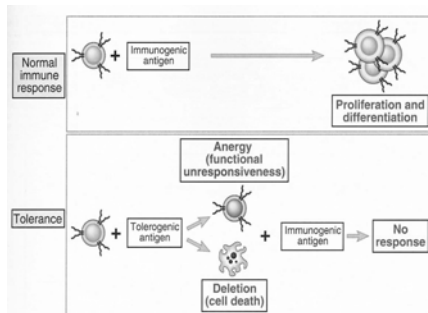 Normal
immune
response
+
Immunogenic
antigen
Proliferation and
differentiation
Anergy
(functional
unresponsiveness)
Tolerance
+
Tolerogenic
antigen
+
Immunogenic
antigen
No
response
Deletion
(cell death)